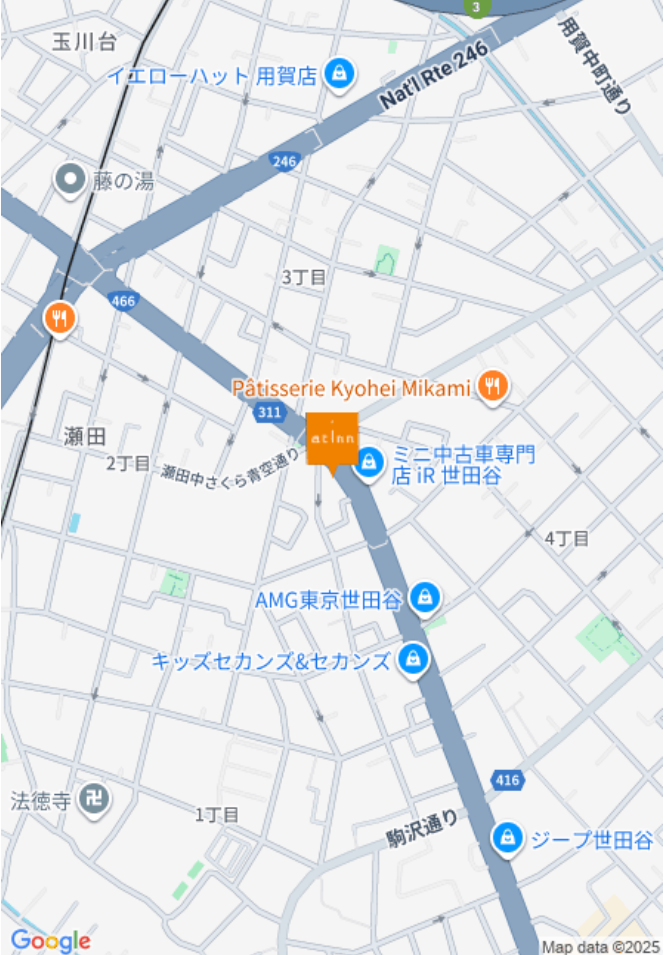 3
玉川台
用賀中町通り
イエローハット 用賀店
Nat'l Rte 246
246
藤の湯
3丁目
466
Pâtisserie Kyohei Mikami
311
atInn
瀬田
2丁目
瀬田中さくら青空通り
ミニ中古車専門
店 iR 世田谷
4丁目
AMG東京世田谷
キッズセカンズ&セカンズ
416
法徳寺
卍
1丁目
駒沢通り
ジープ世田谷
Google
Map data ©2025